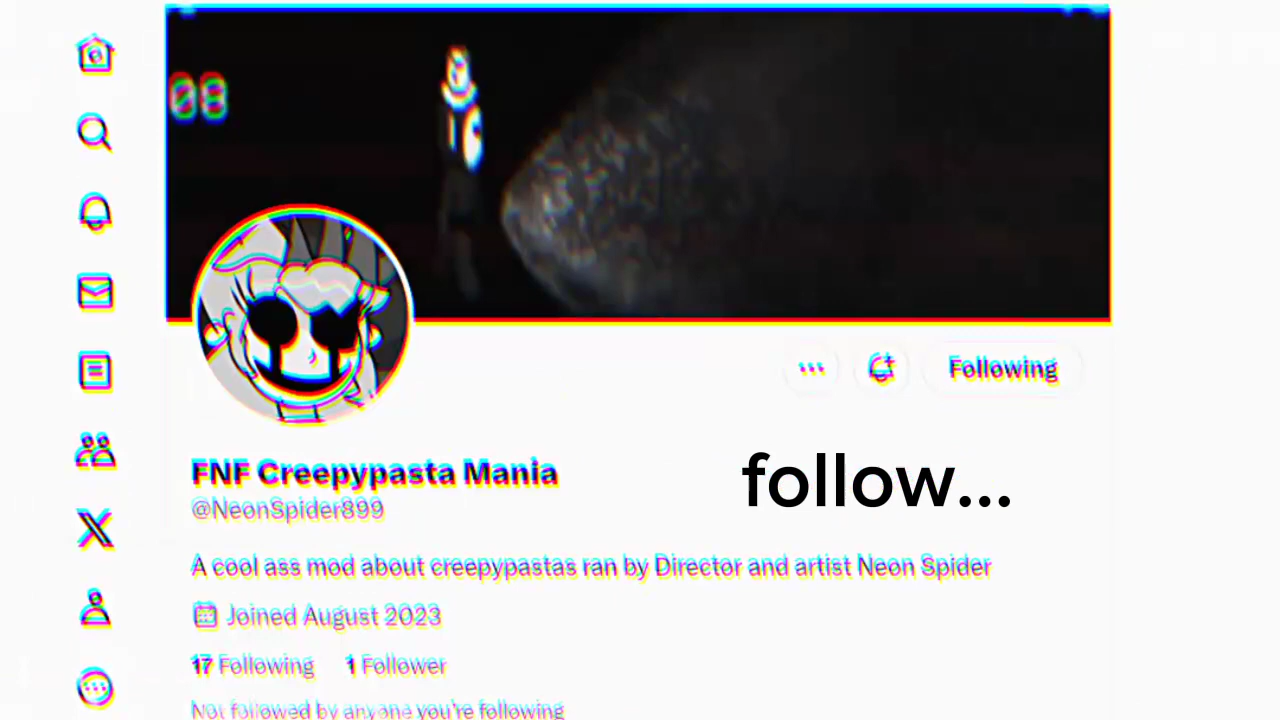 08
Following
FNF Creepypasta Mania
follow...
@NeonSpider899
A cool ass mod about creepypastas ran by Director and artist Neon Spider
Joined August 2023
17 Following 1 Follower
Not followed by anyone you're following